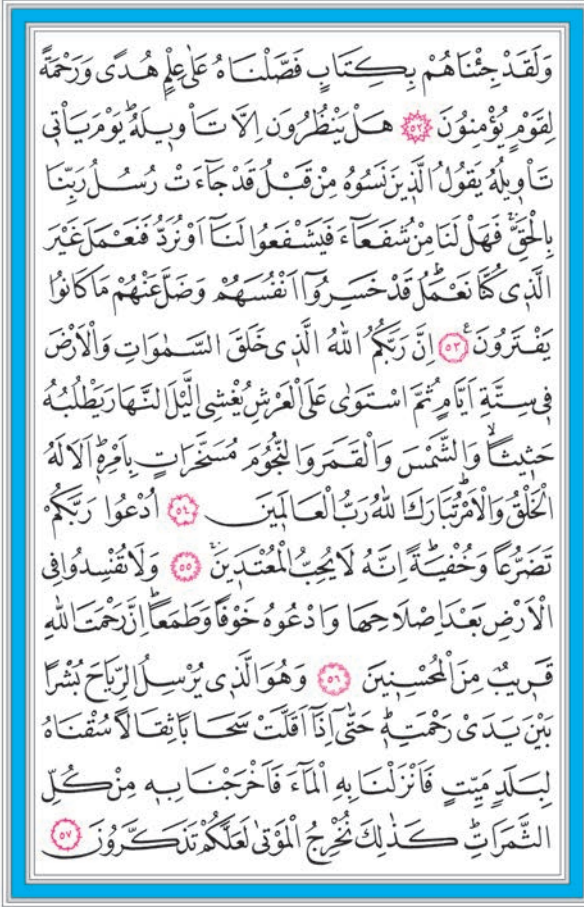 وَلَقَدْ جِئْنَاهُمْ بِكِتَابٍ فَصَّلْنَاهُ عَلٰى عِلْمٍ هُدًى وَرَحْمَةً
لِقَوْمٍ يُؤْمِنُونَ ﴿٥٢﴾ هَلْ يَنْظُرُونَ اِلَّا تَأْوِيلَهُۜ يَوْمَ يَأْتِي
تَأْوِيلُهُ يَقُولُ الَّذِينَ نَسُوهُ مِنْ قَبْلُ قَدْ جَاءَتْ رُسُلُ رَبِّنَا
بِالْحَقِّۚ فَهَلْ لَنَا مِنْ شُفَعَٓاءَ فَيَشْفَعُوا لَنَٓا اَوْ نُرَدُّ فَنَعْمَلَ غَيْرَ
الَّذِي كُنَّا نَعْمَلُۜ قَدْ خَسِرُٓوا اَنْفُسَهُمْ وَضَلَّ عَنْهُمْ مَا كَانُوا
يَفْتَرُونَ۟ ﴿٥٣﴾ اِنَّ رَبَّكُمُ اللّٰهُ الَّذِي خَلَقَ السَّمٰوَاتِ وَالْاَرْضَ
فِي سِتَّةِ اَيَّامٍ ثُمَّ اسْتَوٰى عَلَى الْعَرْشِ يُغْشِي الَّيْلَ النَّهَارَ يَطْلُبُهُ
حَثِيثًاۙ وَالشَّمْسَ وَالْقَمَرَ وَالنُّجُومَ مُسَخَّرَاتٍ بِاَمْرِهۜ اَلَا لَهُ
الْخَلْقُ وَالْاَمْرُۜ تَبَارَكَ اللّٰهُ رَبُّ الْعَالَمِينَ ﴿٥٤﴾ اُدْعُوا رَبَّكُمْ
تَضَرُّعًا وَخُفْيَةًۜ اِنَّهُ لَا يُحِبُّ الْمُعْتَدِينَۚ ﴿٥٥﴾ وَلَا تُفْسِدُوا فِي
الْاَرْضِ بَعْدَ اِصْلَاحِهَا وَادْعُوهُ خَوْفًا وَطَمَعًاۜ اِنَّ رَحْمَتَ اللّٰهِ
قَرِيبٌ مِنَ الْمُحْسِنِينَ ﴿٥٦﴾ وَهُوَ الَّذِي يُرْسِلُ الرِّيَاحَ بُشْرًا
بَيْنَ يَدَيْ رَحْمَتِهۜ حَتّٰٓى اِذَٓا اَقَلَّتْ سَحَابًا ثِقَالًا سُقْنَاهُ
لِبَلَدٍ مَيِّتٍ فَاَنْزَلْنَا بِهِ الْمَٓاءَ فَاَخْرَجْنَا بِهِ مِنْ كُلِّ
الثَّمَرَاتِۜ كَذٰلِكَ نُخْرِجُ الْمَوْتٰى لَعَلَّكُمْ تَذَكَّرُونَ ﴿٥٧﴾